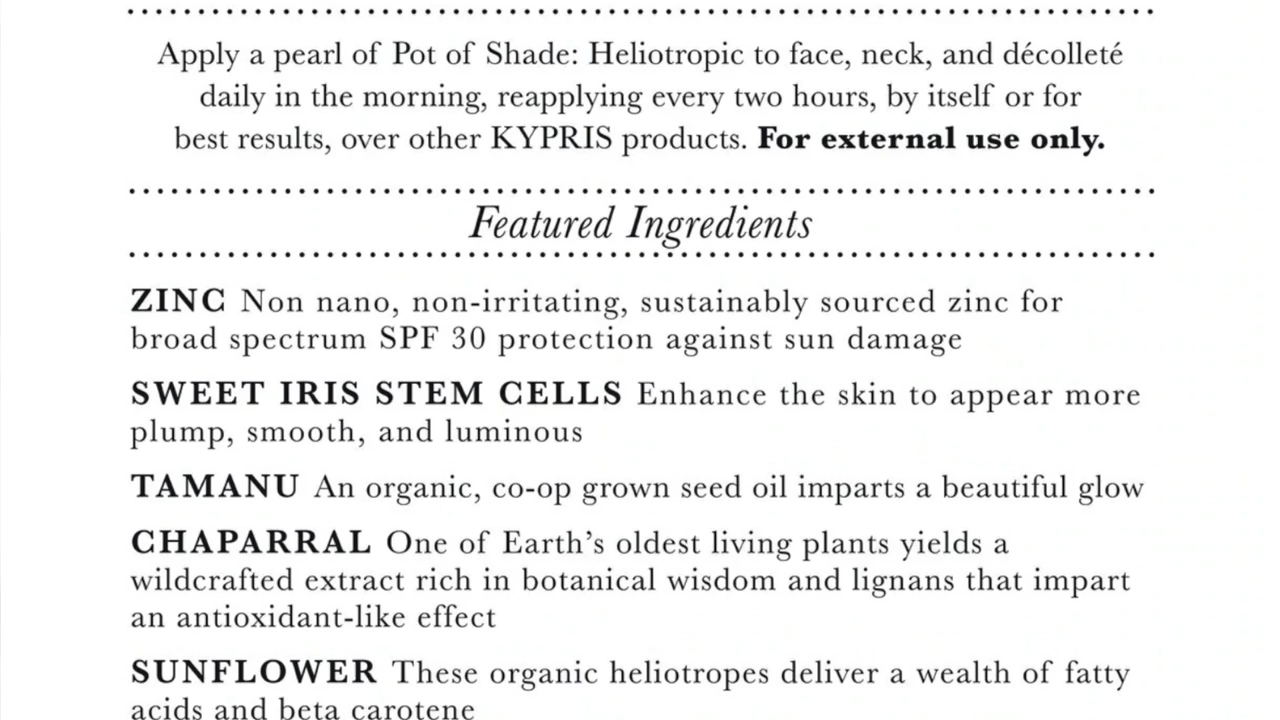 Apply a pearl of Pot of Shade: Heliotropic to face, neck, and décolleté
daily in the morning, reapplying every two hours, by itself or for
best results, over other KYPRIS products. For external use only.
Featured Ingredients
ZINC Non nano, non-irritating, sustainably sourced zinc for
broad spectrum SPF 30 protection against sun damage
SWEET IRIS STEM CELLS Enhance the skin to appear more
plump, smooth, and luminous
TAMANU An organic, co-op grown seed oil imparts a beautiful glow
CHAPARRAL One of Earth's oldest living plants yields a
wildcrafted extract rich in botanical wisdom and lignans that impart
an antioxidant-like effect
SUNFLOWER These organic heliotropes deliver a wealth of fatty
acids and beta carotene